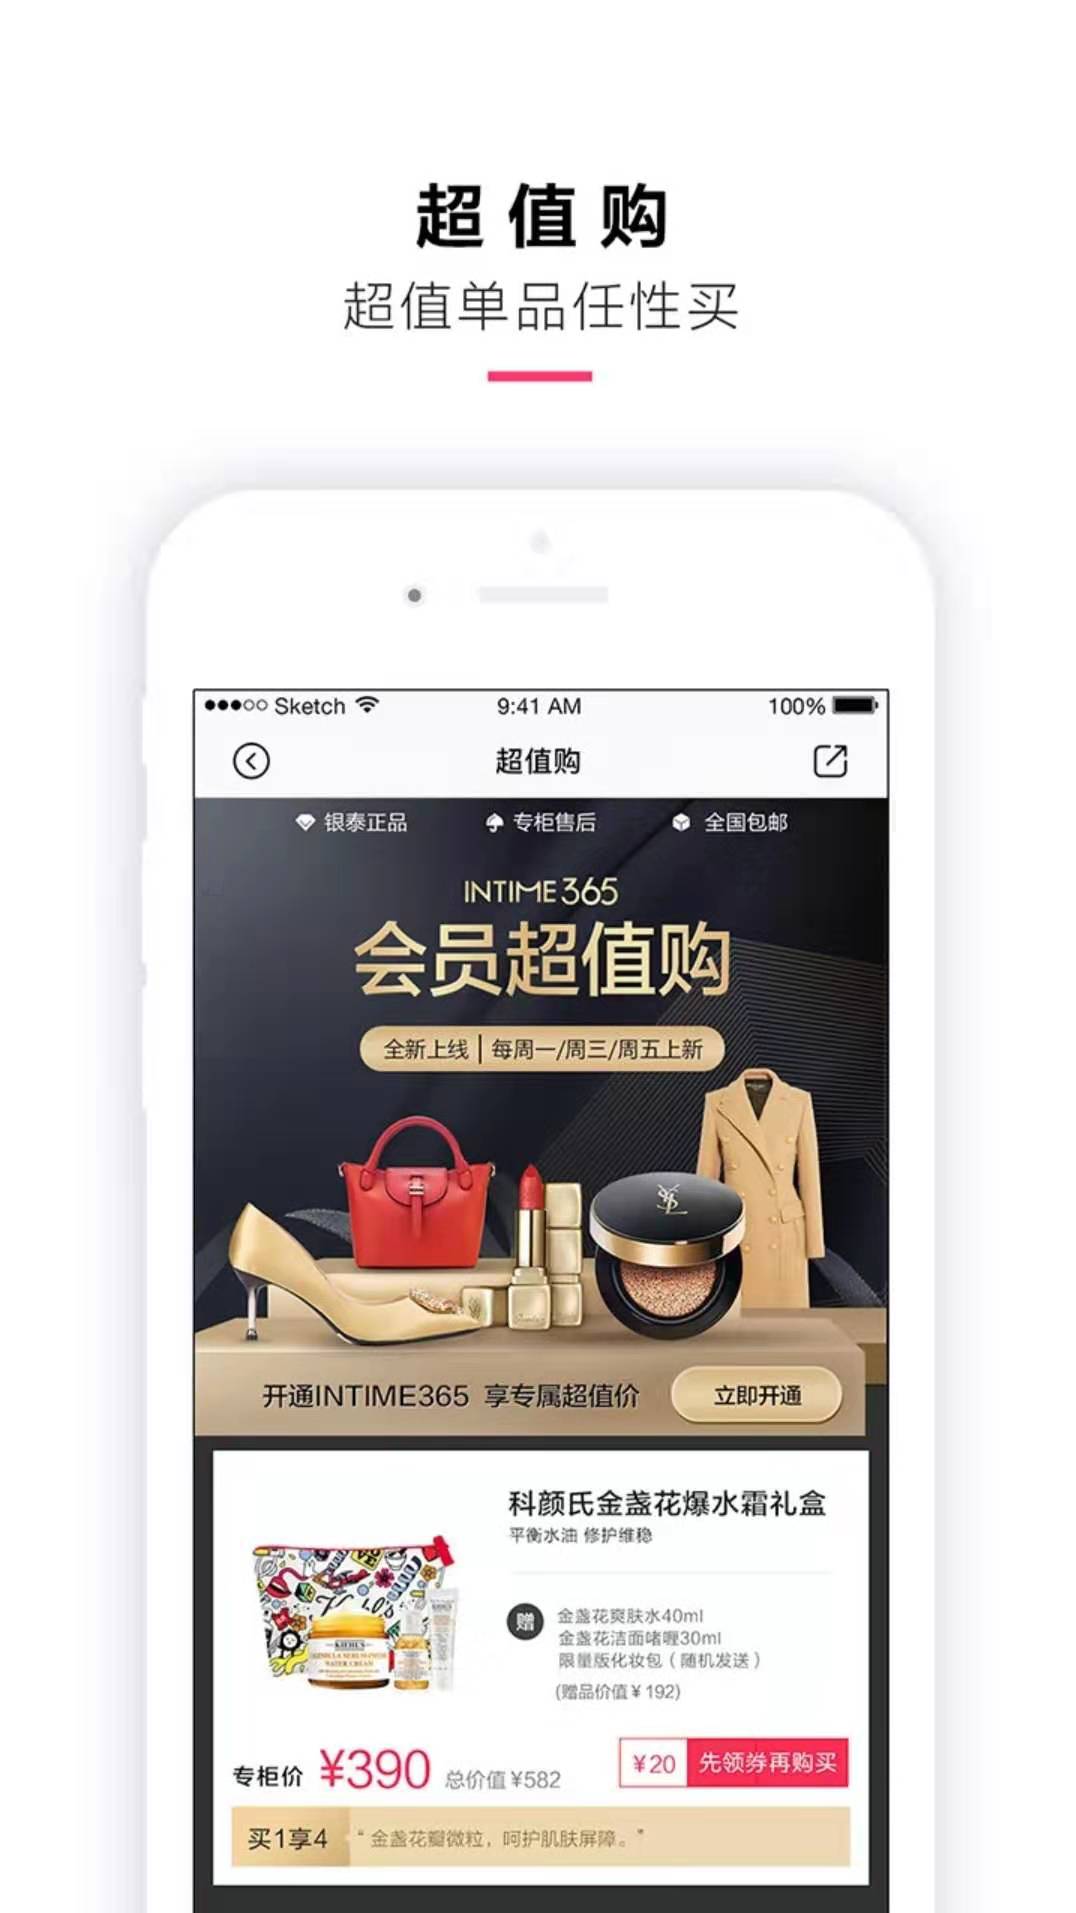 超值购
超值单品任性买
Sketch 9:41 AM 100%
超值购
银泰正品 专柜售后 全国包邮
INTIME365
会员超值购
全新上线 | 每周一/周三/周五上新
YSL
开通INTIME365 享专属超值价 立即开通
科颜氏金盏花爆水霜礼盒
平衡水油 修护维稳
赠 金盏花爽肤水40ml
金盏花洁面啫喱30ml
限量版化妆包（随机发送）
(赠品价值¥192)
KIEHL'S
专柜价 ¥390 总价值¥582 ¥20 先领券再购买
买1享4 “金盏花瓣微粒，呵护肌肤屏障。”